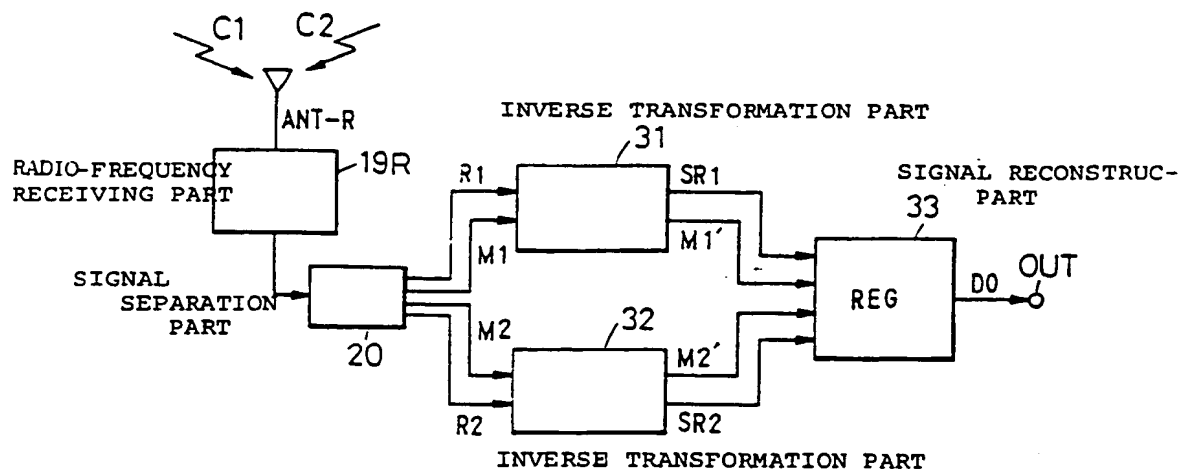 C1
C2
ANT-R
RADIO-FREQUENCY
RECEIVING PART
19R
SIGNAL
SEPARATION
PART
20
R1
M1
M2
R2
INVERSE TRANSFORMATION PART
31
SR1
M1′
32
M2′
SR2
INVERSE TRANSFORMATION PART
SIGNAL RECONSTRUC-
PART
33
REG
DO
OUT